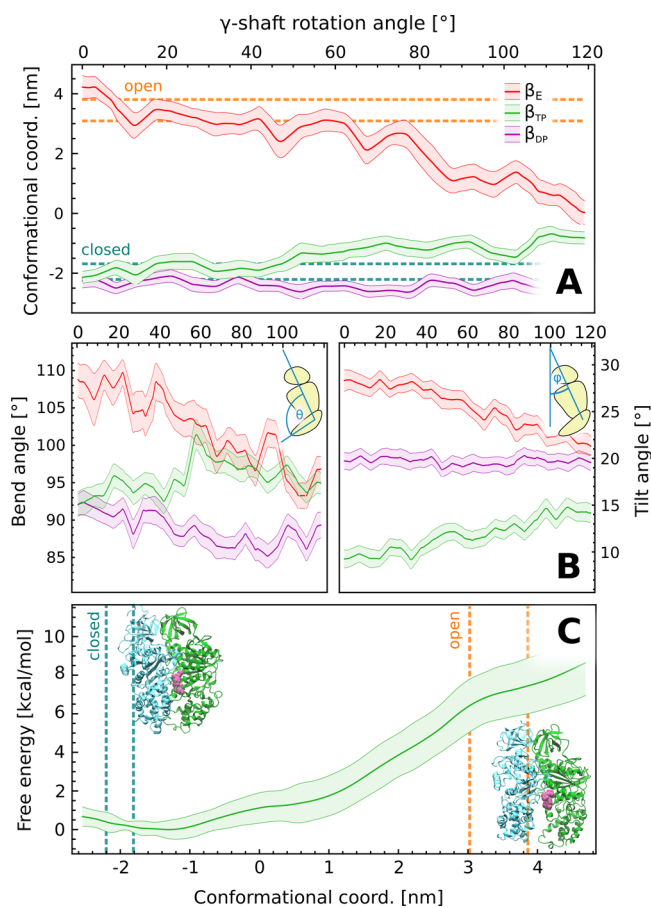 γ-shaft rotation angle [°]
0 20 40 60 80 100 120
Conformational coord. [nm]
4
2
0
-2
open
closed
β_E
β_TP
β_DP
A
0 20 40 60 80 100
0 20 40 60 80 100 120
Bend angle [°]
110
105
100
95
90
85
θ
φ
30
25
20
15
10
Tilt angle [°]
B
Free energy [kcal/mol]
10
8
6
4
2
0
closed
open
C
-2 -1 0 1 2 3 4
Conformational coord. [nm]